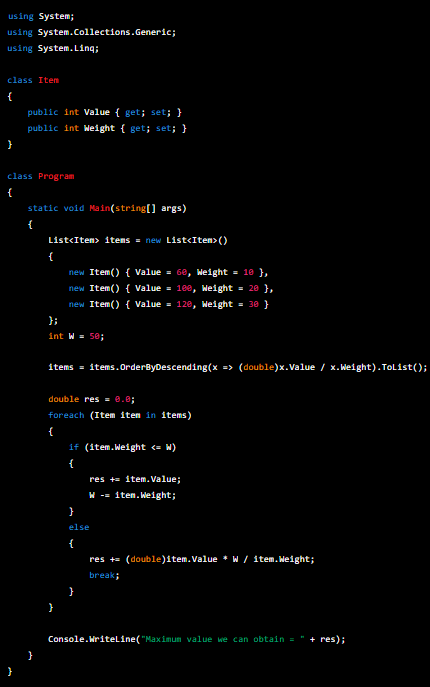 using System;
using System.Collections.Generic;
using System.Linq;

class Item
{
    public int Value { get; set; }
    public int Weight { get; set; }
}

class Program
{
    static void Main(string[] args)
    {
        List<Item> items = new List<Item>()
        {
            new Item() { Value = 60, Weight = 10 },
            new Item() { Value = 100, Weight = 20 },
            new Item() { Value = 120, Weight = 30 }
        };
        int W = 50;

        items = items.OrderByDescending(x => (double)x.Value / x.Weight).ToList();

        double res = 0.0;
        foreach (Item item in items)
        {
            if (item.Weight <= W)
            {
                res += item.Value;
                W -= item.Weight;
            }
            else
            {
                res += (double)item.Value * W / item.Weight;
                break;
            }
        }

        Console.WriteLine("Maximum value we can obtain = " + res);
    }
}